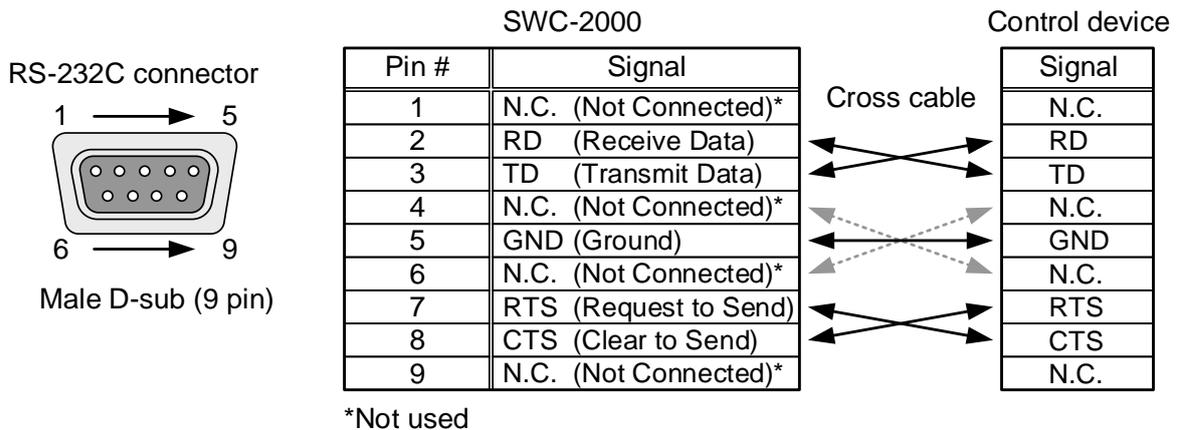 SWC-2000 Control device
RS-232C connector
1 5
6 9
Male D-sub (9 pin)
Pin # Signal Signal
Cross cable
1 N.C. (Not Connected)* N.C.
2 RD (Receive Data) RD
3 TD (Transmit Data) TD
4 N.C. (Not Connected)* N.C.
5 GND (Ground) GND
6 N.C. (Not Connected)* N.C.
7 RTS (Request to Send) RTS
8 CTS (Clear to Send) CTS
9 N.C. (Not Connected)* N.C.
*Not used